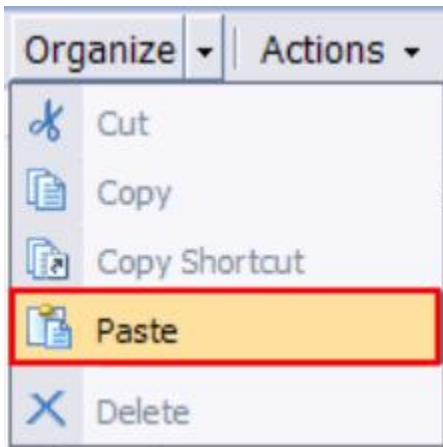 Organize Actions
Cut
Copy
Copy Shortcut
Paste
Delete